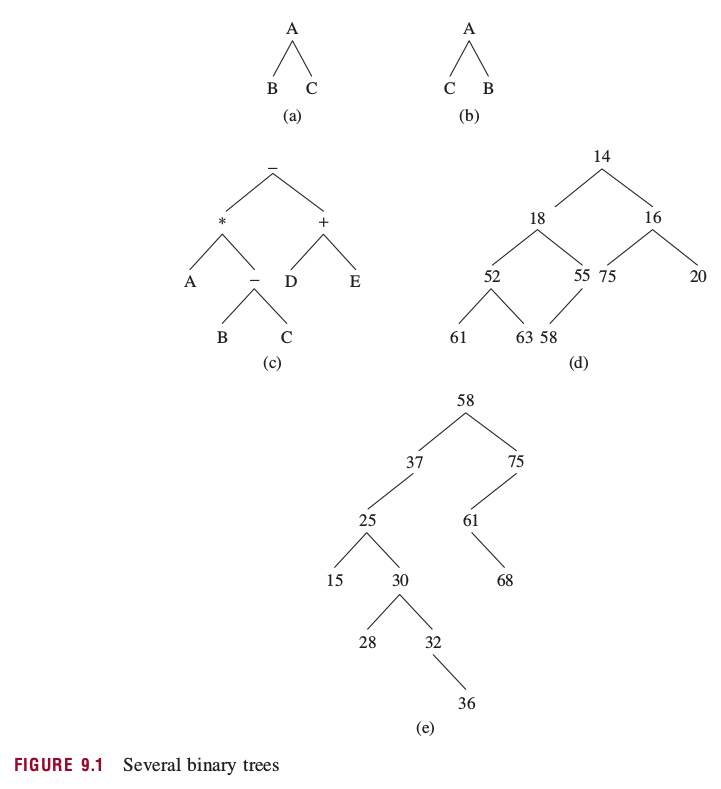 A A
B C C B
(a) (b)
– 14
* + 18 16
A – D E 52 55 75 20
B C 61 63 58
(c) (d)
58
37 75
25 61
15 30 68
28 32
36
(e)
FIGURE 9.1 Several binary trees